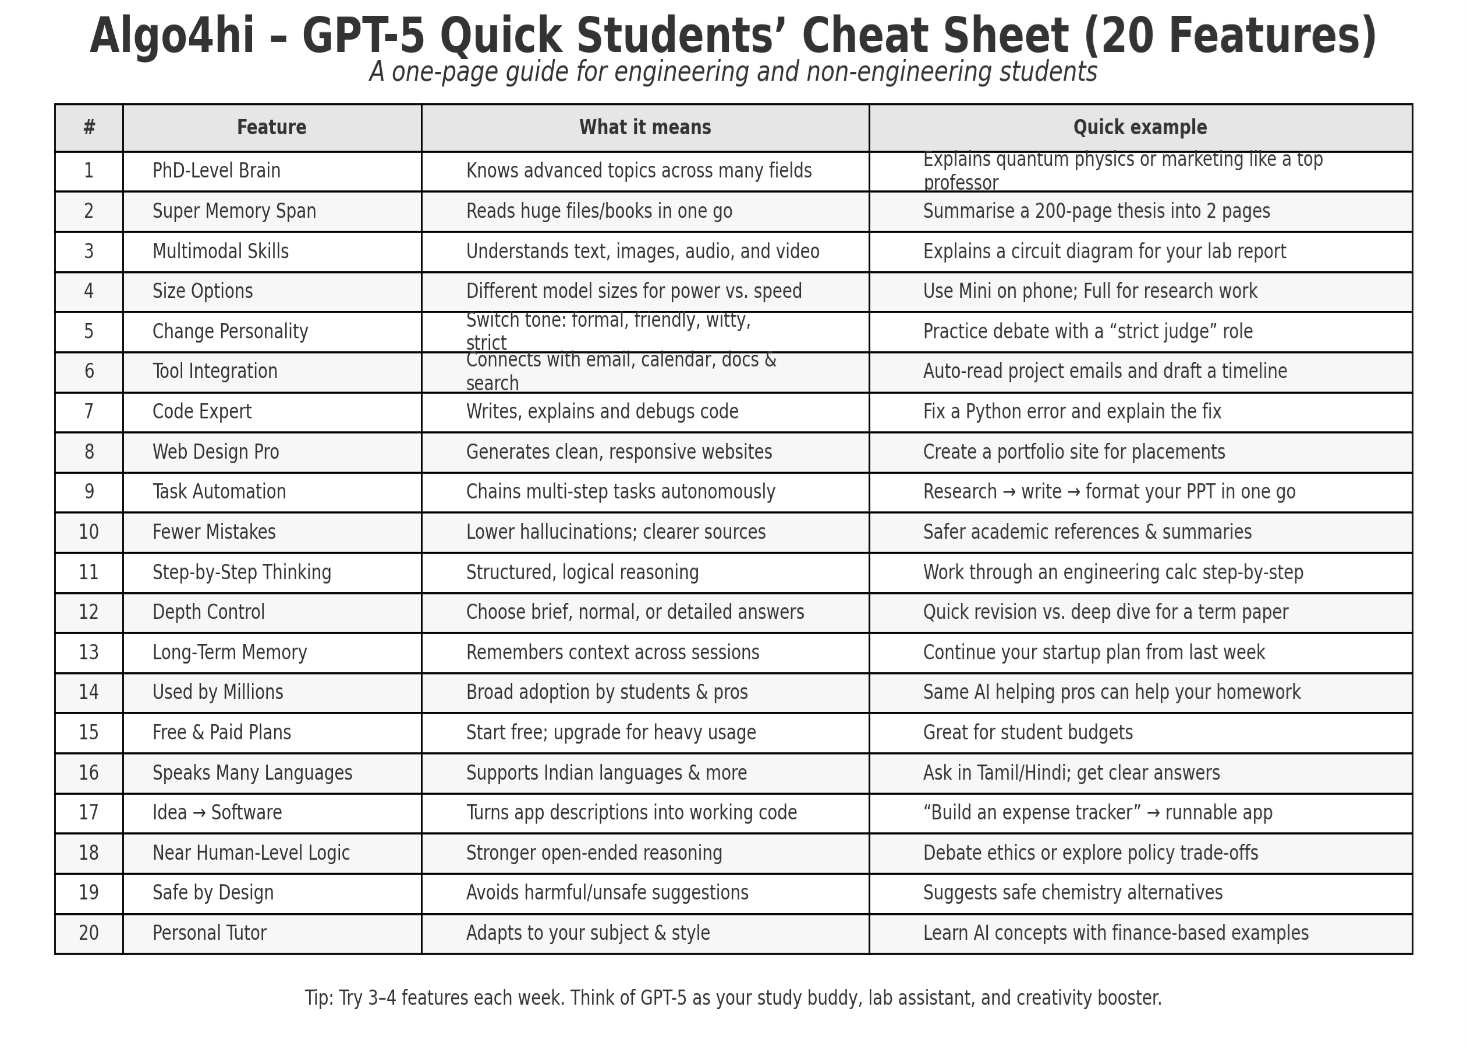 Algo4hi – GPT-5 Quick Students’ Cheat Sheet (20 Features)
A one-page guide for engineering and non-engineering students
# Feature What it means Quick example
1 PhD-Level Brain Knows advanced topics across many fields Explains quantum physics or marketing like a top
professor
2 Super Memory Span Reads huge files/books in one go Summarise a 200-page thesis into 2 pages
3 Multimodal Skills Understands text, images, audio, and video Explains a circuit diagram for your lab report
4 Size Options Different model sizes for power vs. speed Use Mini on phone; Full for research work
5 Change Personality Switch tone: formal, friendly, witty,
strict Practice debate with a “strict judge” role
6 Tool Integration Connects with email, calendar, docs &
search Auto-read project emails and draft a timeline
7 Code Expert Writes, explains and debugs code Fix a Python error and explain the fix
8 Web Design Pro Generates clean, responsive websites Create a portfolio site for placements
9 Task Automation Chains multi-step tasks autonomously Research → write → format your PPT in one go
10 Fewer Mistakes Lower hallucinations; clearer sources Safer academic references & summaries
11 Step-by-Step Thinking Structured, logical reasoning Work through an engineering calc step-by-step
12 Depth Control Choose brief, normal, or detailed answers Quick revision vs. deep dive for a term paper
13 Long-Term Memory Remembers context across sessions Continue your startup plan from last week
14 Used by Millions Broad adoption by students & pros Same AI helping pros can help your homework
15 Free & Paid Plans Start free; upgrade for heavy usage Great for student budgets
16 Speaks Many Languages Supports Indian languages & more Ask in Tamil/Hindi; get clear answers
17 Idea → Software Turns app descriptions into working code “Build an expense tracker” → runnable app
18 Near Human-Level Logic Stronger open-ended reasoning Debate ethics or explore policy trade-offs
19 Safe by Design Avoids harmful/unsafe suggestions Suggests safe chemistry alternatives
20 Personal Tutor Adapts to your subject & style Learn AI concepts with finance-based examples
Tip: Try 3–4 features each week. Think of GPT-5 as your study buddy, lab assistant, and creativity booster.